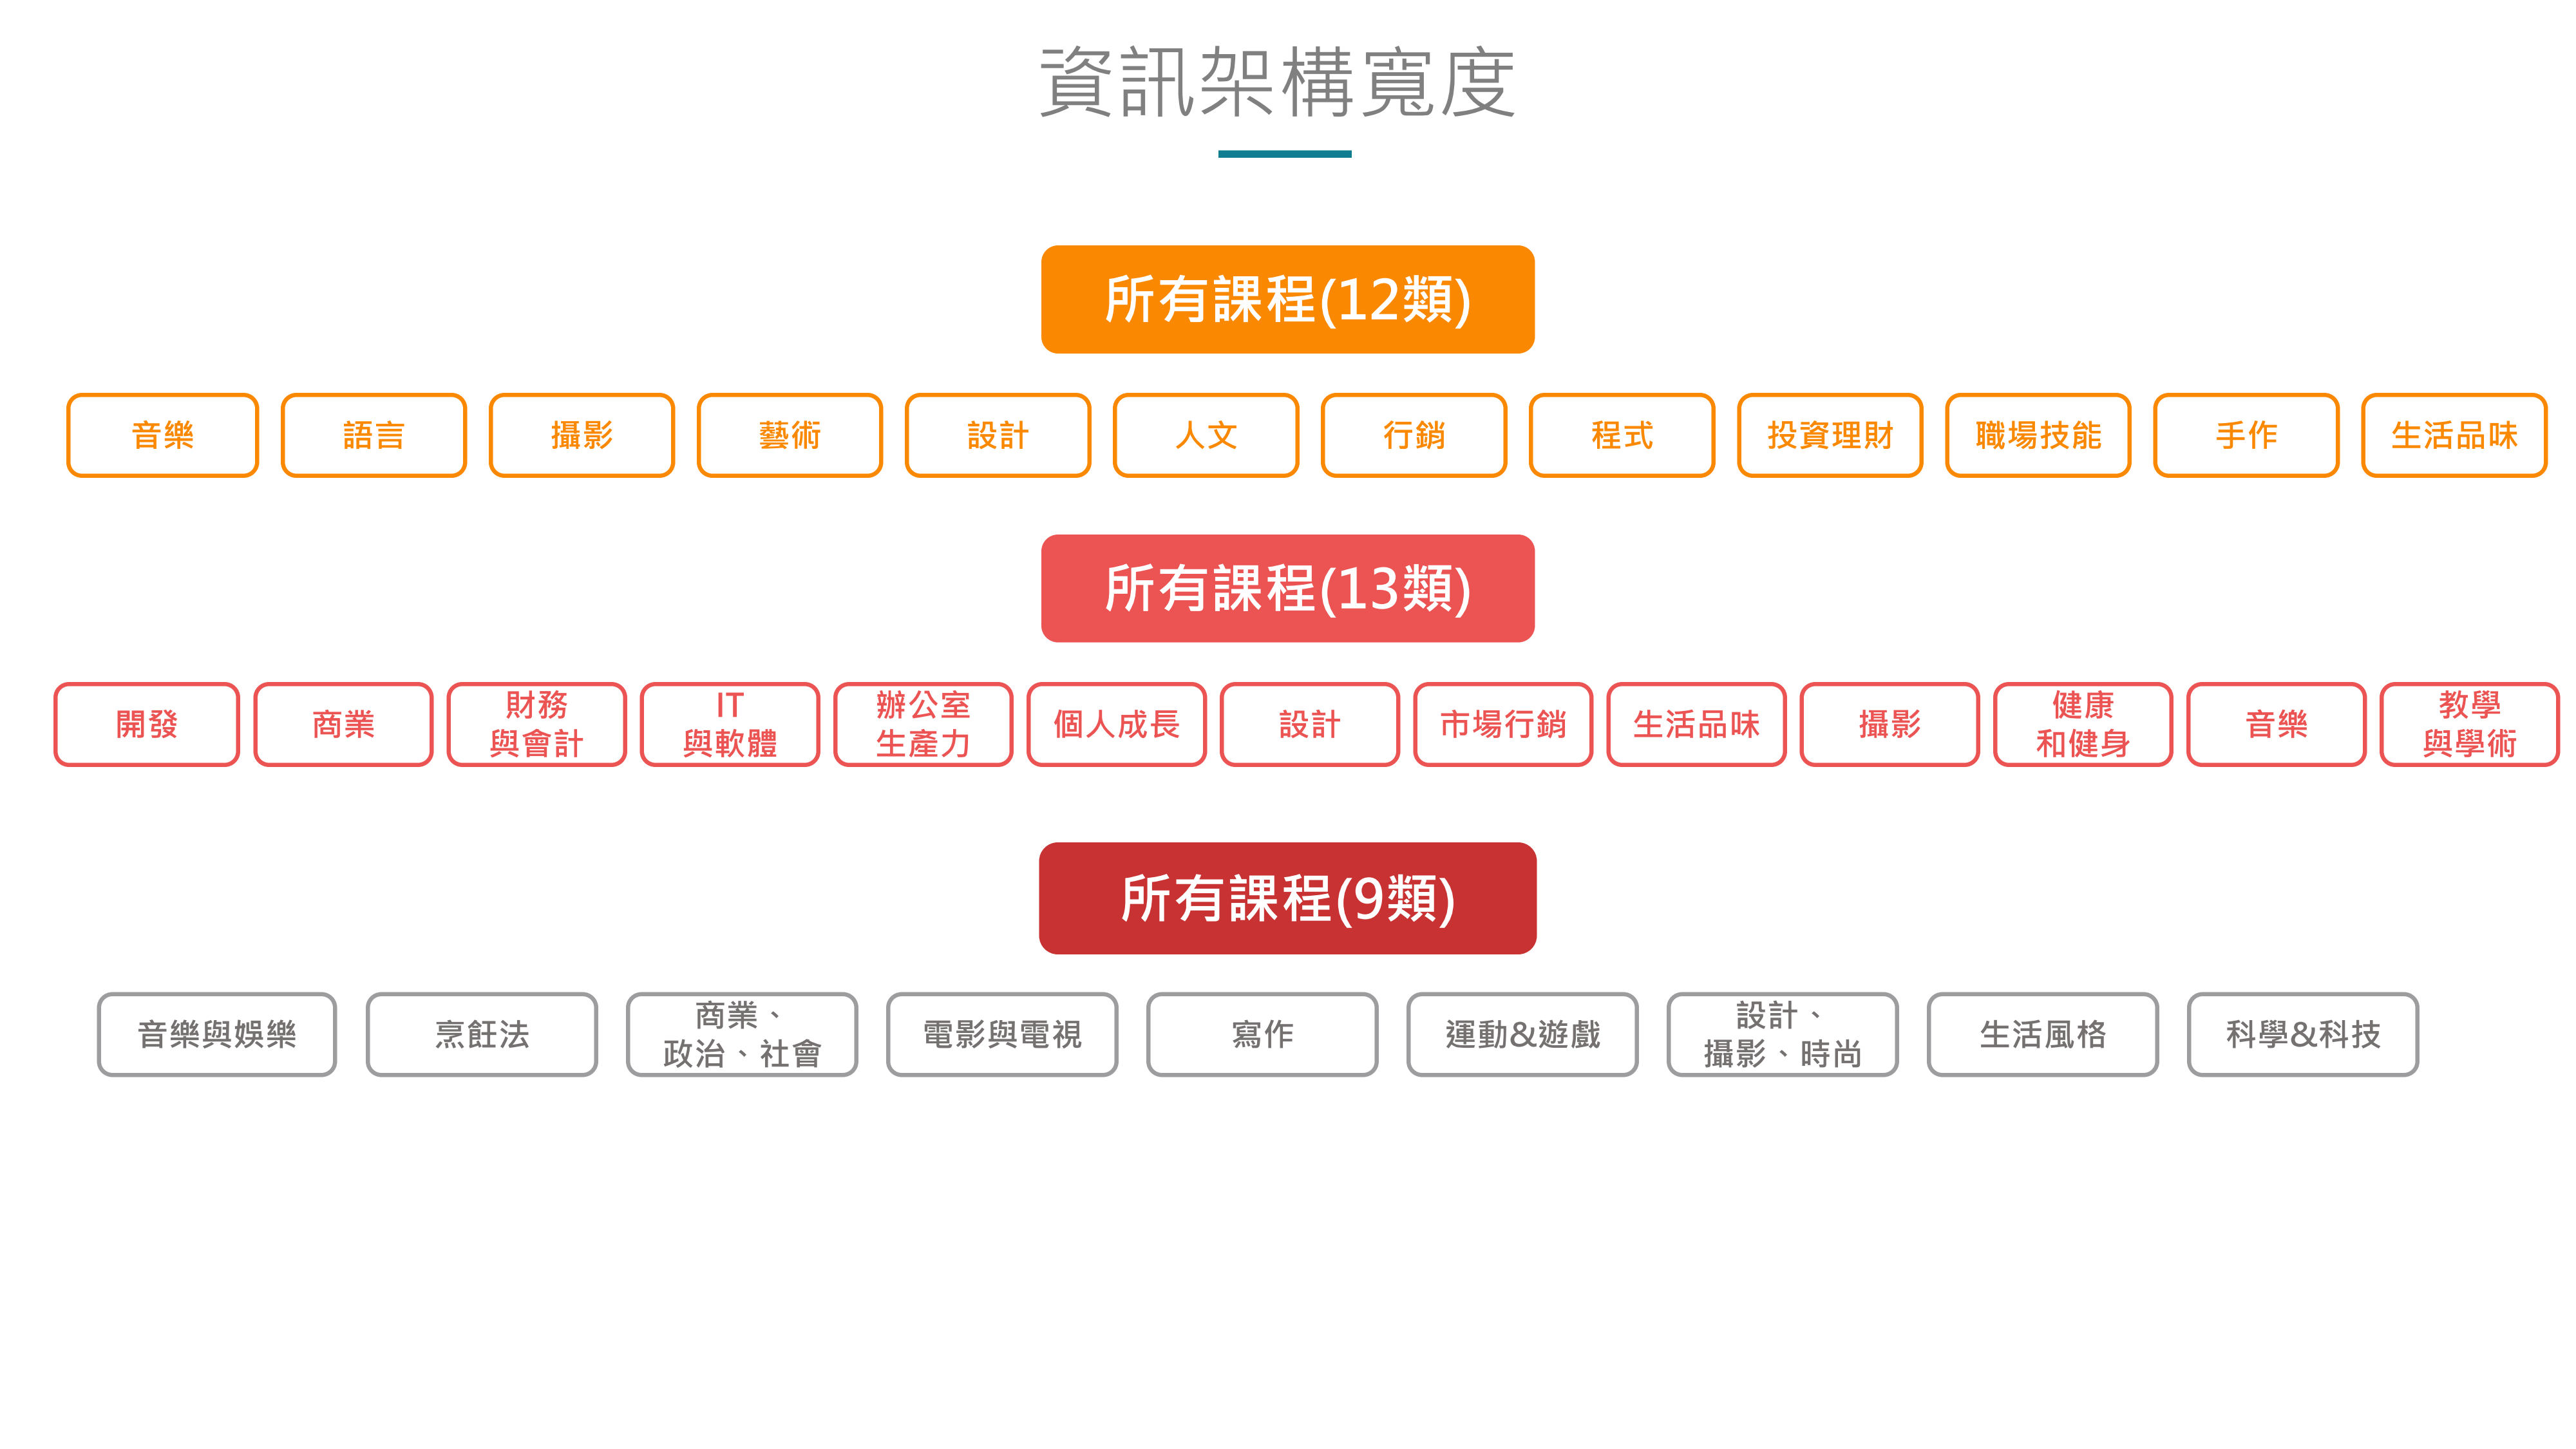 資訊架構寬度
所有課程(12類)
音樂
語言
攝影
藝術
設計
人文
行銷
程式
投資理財
職場技能
手作
生活品味
所有課程(13類)
開發
商業
財務
與會計
IT
與軟體
辦公室
生產力
個人成長
設計
市場行銷
生活品味
攝影
健康
和健身
音樂
教學
與學術
所有課程(9類)
音樂與娛樂
烹飪法
商業、
政治、社會
電影與電視
寫作
運動&遊戲
設計、
攝影、時尚
生活風格
科學&科技